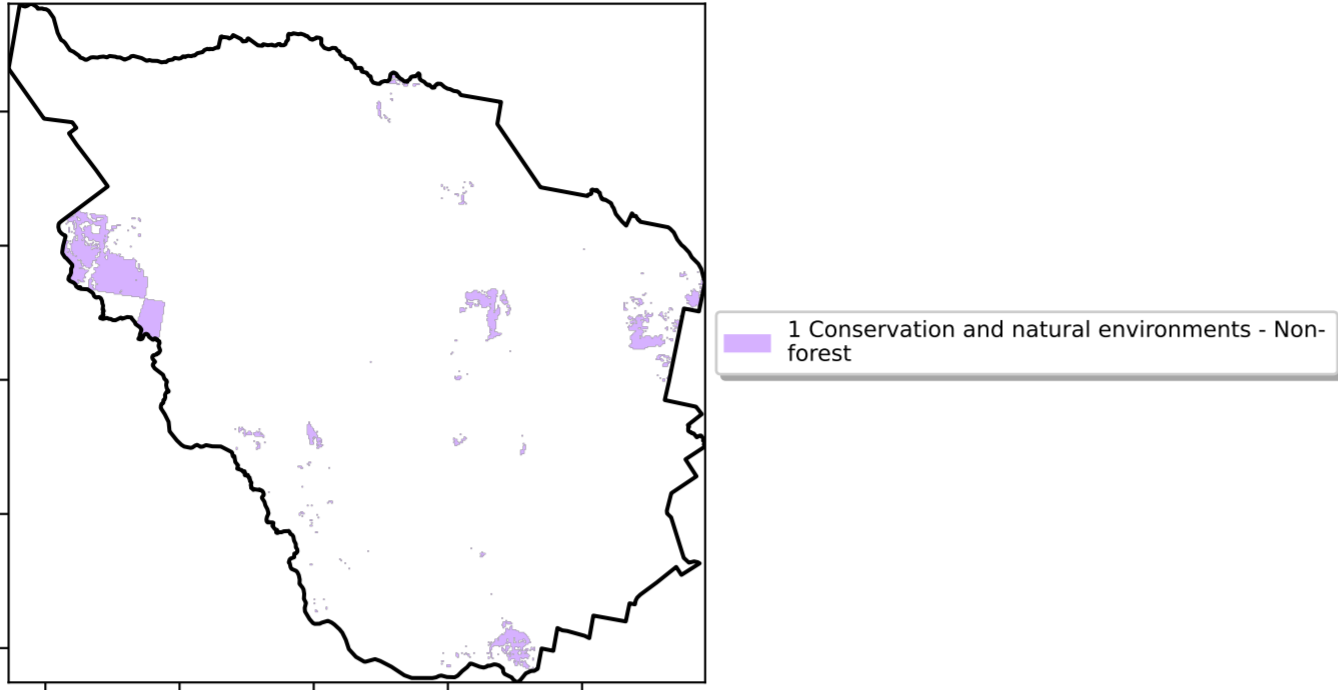 1 Conservation and natural environments - Non-
forest